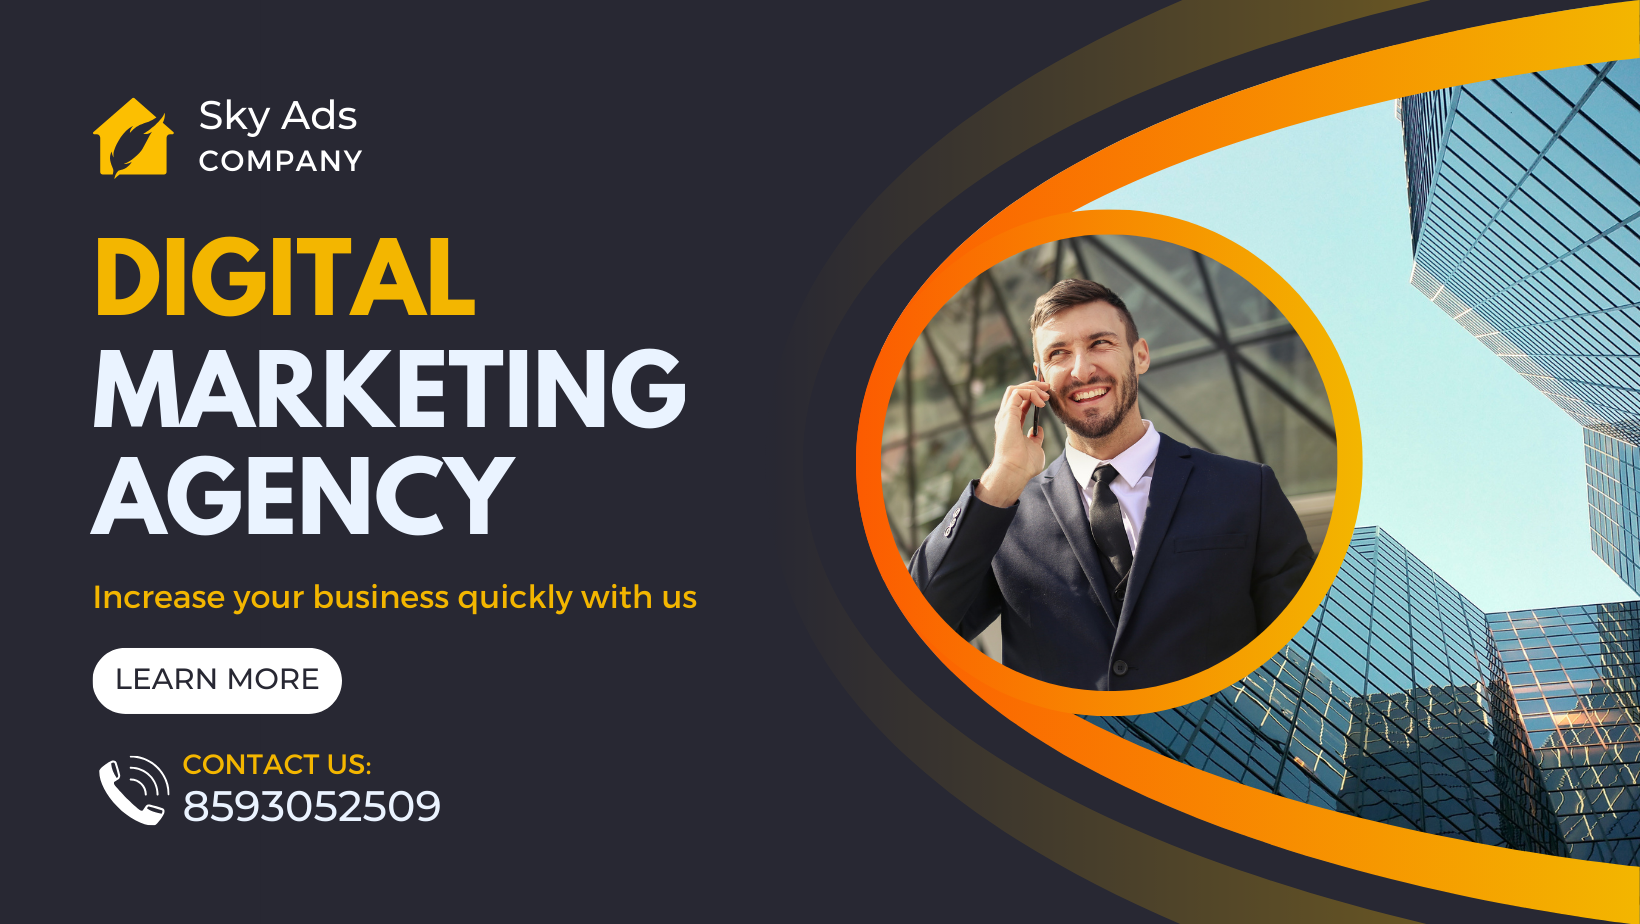 Sky Ads
COMPANY
DIGITAL
MARKETING
AGENCY
Increase your business quickly with us
LEARN MORE
CONTACT US:
8593052509